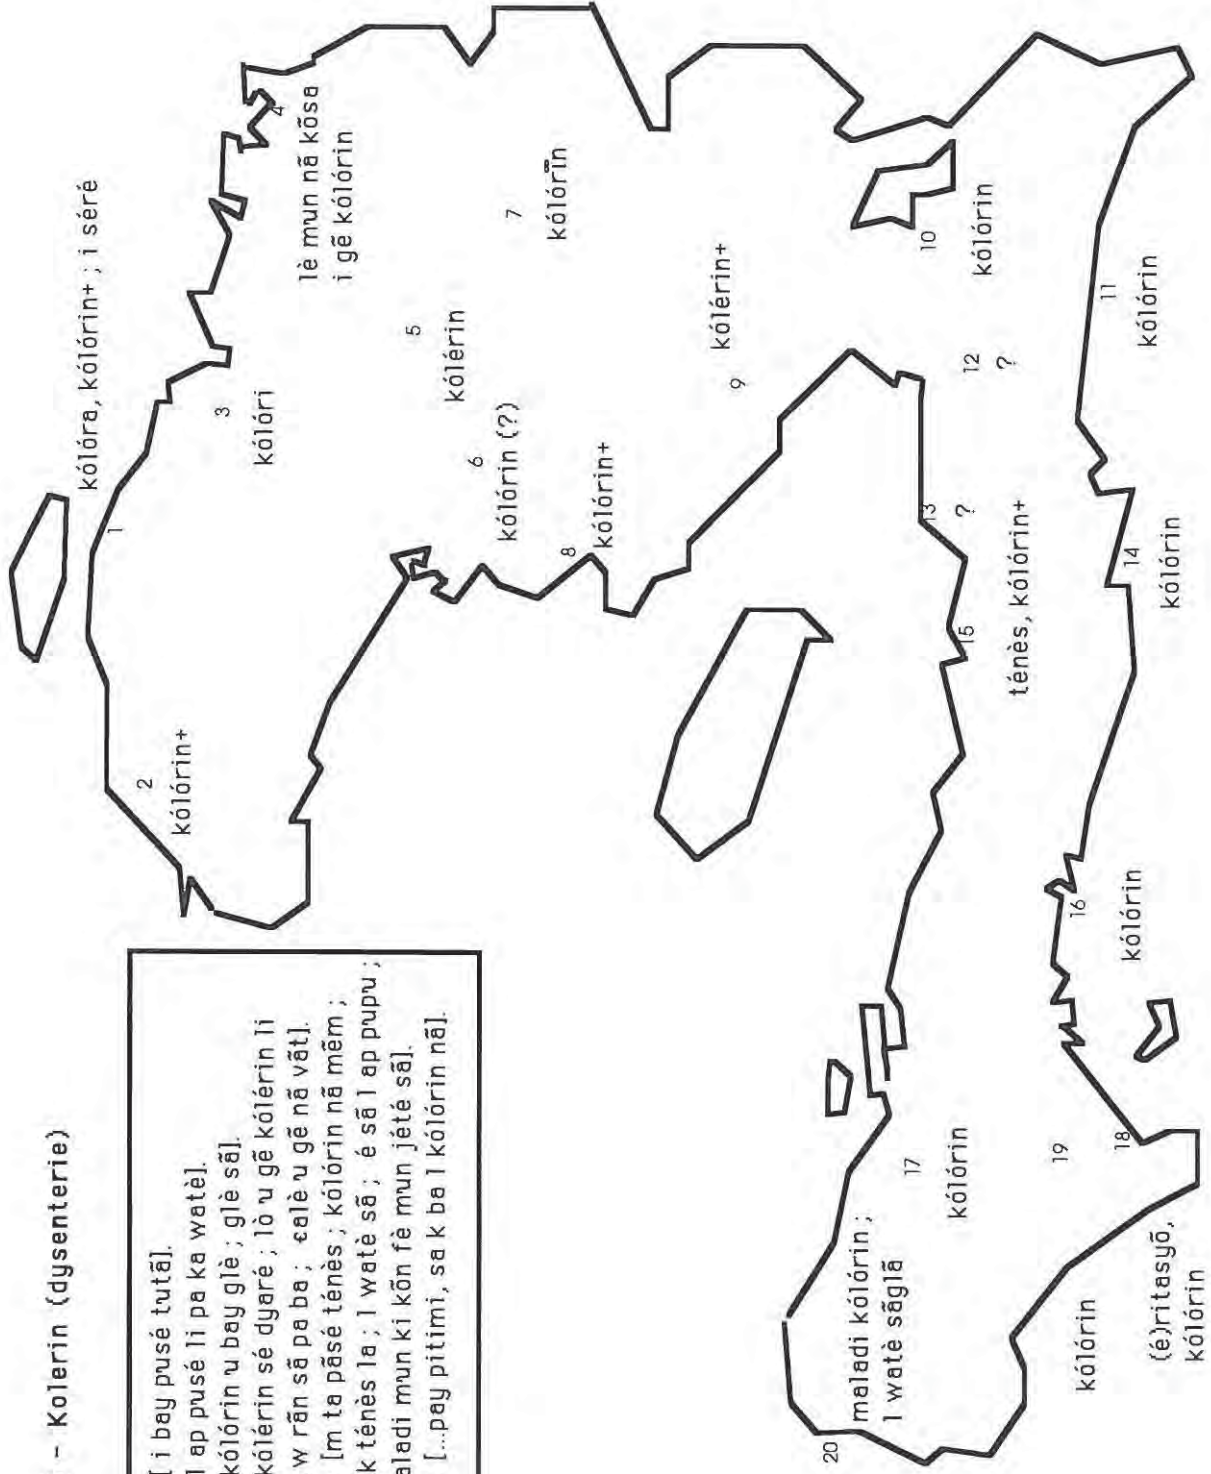 - Kolerin (dysenterie)
[ i bay pusé tutã].
l ap pusé li pa ka watè].
kólórin u bay glè ; glè sã].
kólérin sé dyaré ; lò u gẽ kólérin li
w rãn sã pa ba ; ɛalè u gẽ nã vãt].
[m ta pãsé ténès ; kólórin nã mẽm ;
k ténès la ; l watè sã ; é sã l ap pupu ;
aladi mun ki kõn fè mun jété sã].
[...pay pitimi, sa k ba l kólórin nã].
1
kólóra, kólórin+ ; i séré
2
kólórin+
3
kólóri
4
lè mun nã kõsa
i gẽ kólórin
5
kólérin
6
kólórin (?)
7
kólórin
8
kólórin+
9
kólérin+
10
kólórin
11
kólórin
12
?
13
?
14
kólórin
15
ténès, kólórin+
16
kólórin
17
kólórin
18
(é)ritasyõ,
kólórin
19
kólórin
20
maladi kólórin ;
l watè sãglã